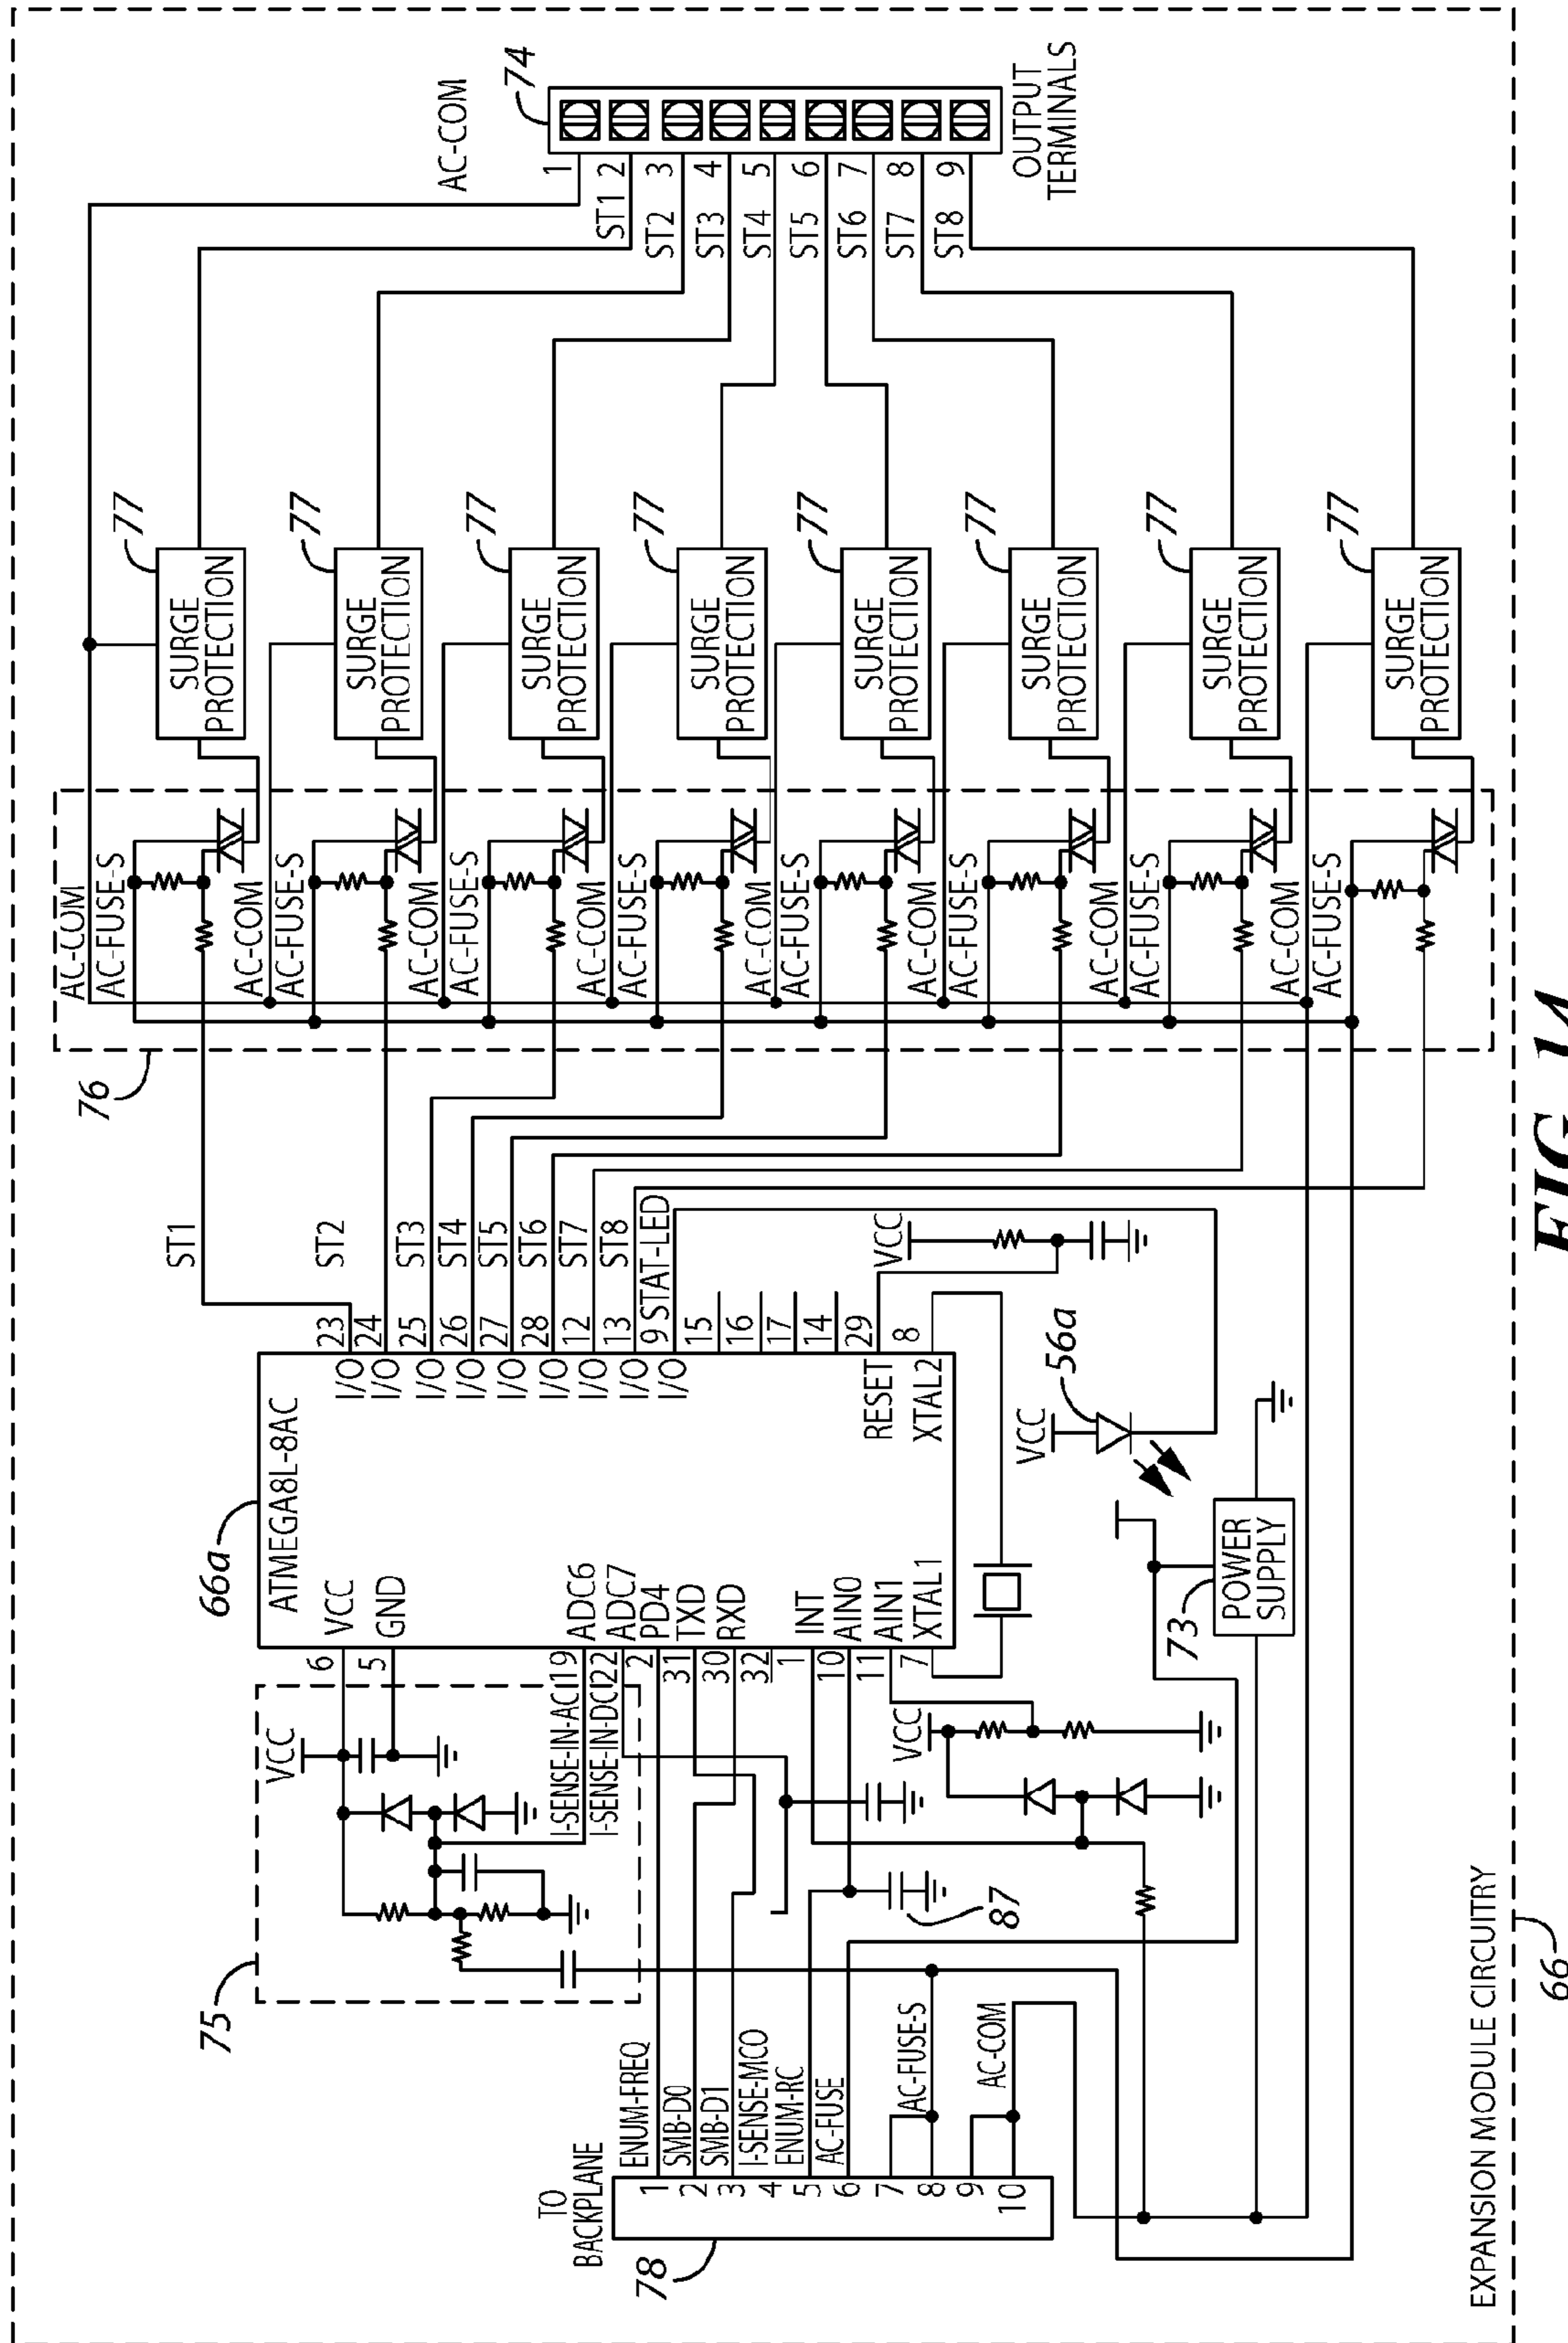 AC-COM
74
1
ST1 2
ST2 3
ST3 4
ST4 5
ST5 6
ST6 7
ST7 8
ST8 9
OUTPUT
TERMINALS
77
SURGE
PROTECTION
77
SURGE
PROTECTION
77
SURGE
PROTECTION
77
SURGE
PROTECTION
77
SURGE
PROTECTION
77
SURGE
PROTECTION
77
SURGE
PROTECTION
77
SURGE
PROTECTION
76
AC-COM
AC-FUSE-S
AC-COM
AC-FUSE-S
AC-COM
AC-FUSE-S
AC-COM
AC-FUSE-S
AC-COM
AC-FUSE-S
AC-COM
AC-FUSE-S
AC-COM
AC-FUSE-S
AC-COM
AC-FUSE-S
ST1
ST2
ST3
ST4
ST5
ST6
ST7
ST8
STAT-LED
23
24
25
26
27
28
12
13
9
15
16
17
14
29
8
I/O
I/O
I/O
I/O
I/O
I/O
I/O
I/O
I/O
RESET
XTAL2
66a
ATMEGA8L-8AC
VCC
GND
ADC6
ADC7
PD4
TXD
RXD
INT
AIN0
AIN1
XTAL1
6
5
19
22
2
31
30
32
1
10
11
7
VCC
VCC
56a
73
POWER
SUPPLY
75
VCC
I-SENSE-IN-AC
I-SENSE-IN-DC
VCC
87
TO
BACKPLANE
78
ENUM-FREQ
SMB-D0
SMB-D1
I-SENSE-MCO
ENUM-RC
AC-FUSE
AC-FUSE-S
AC-COM
1
2
3
4
5
6
7
8
9
10
EXPANSION MODULE CIRCUITRY
66
FIG. 14